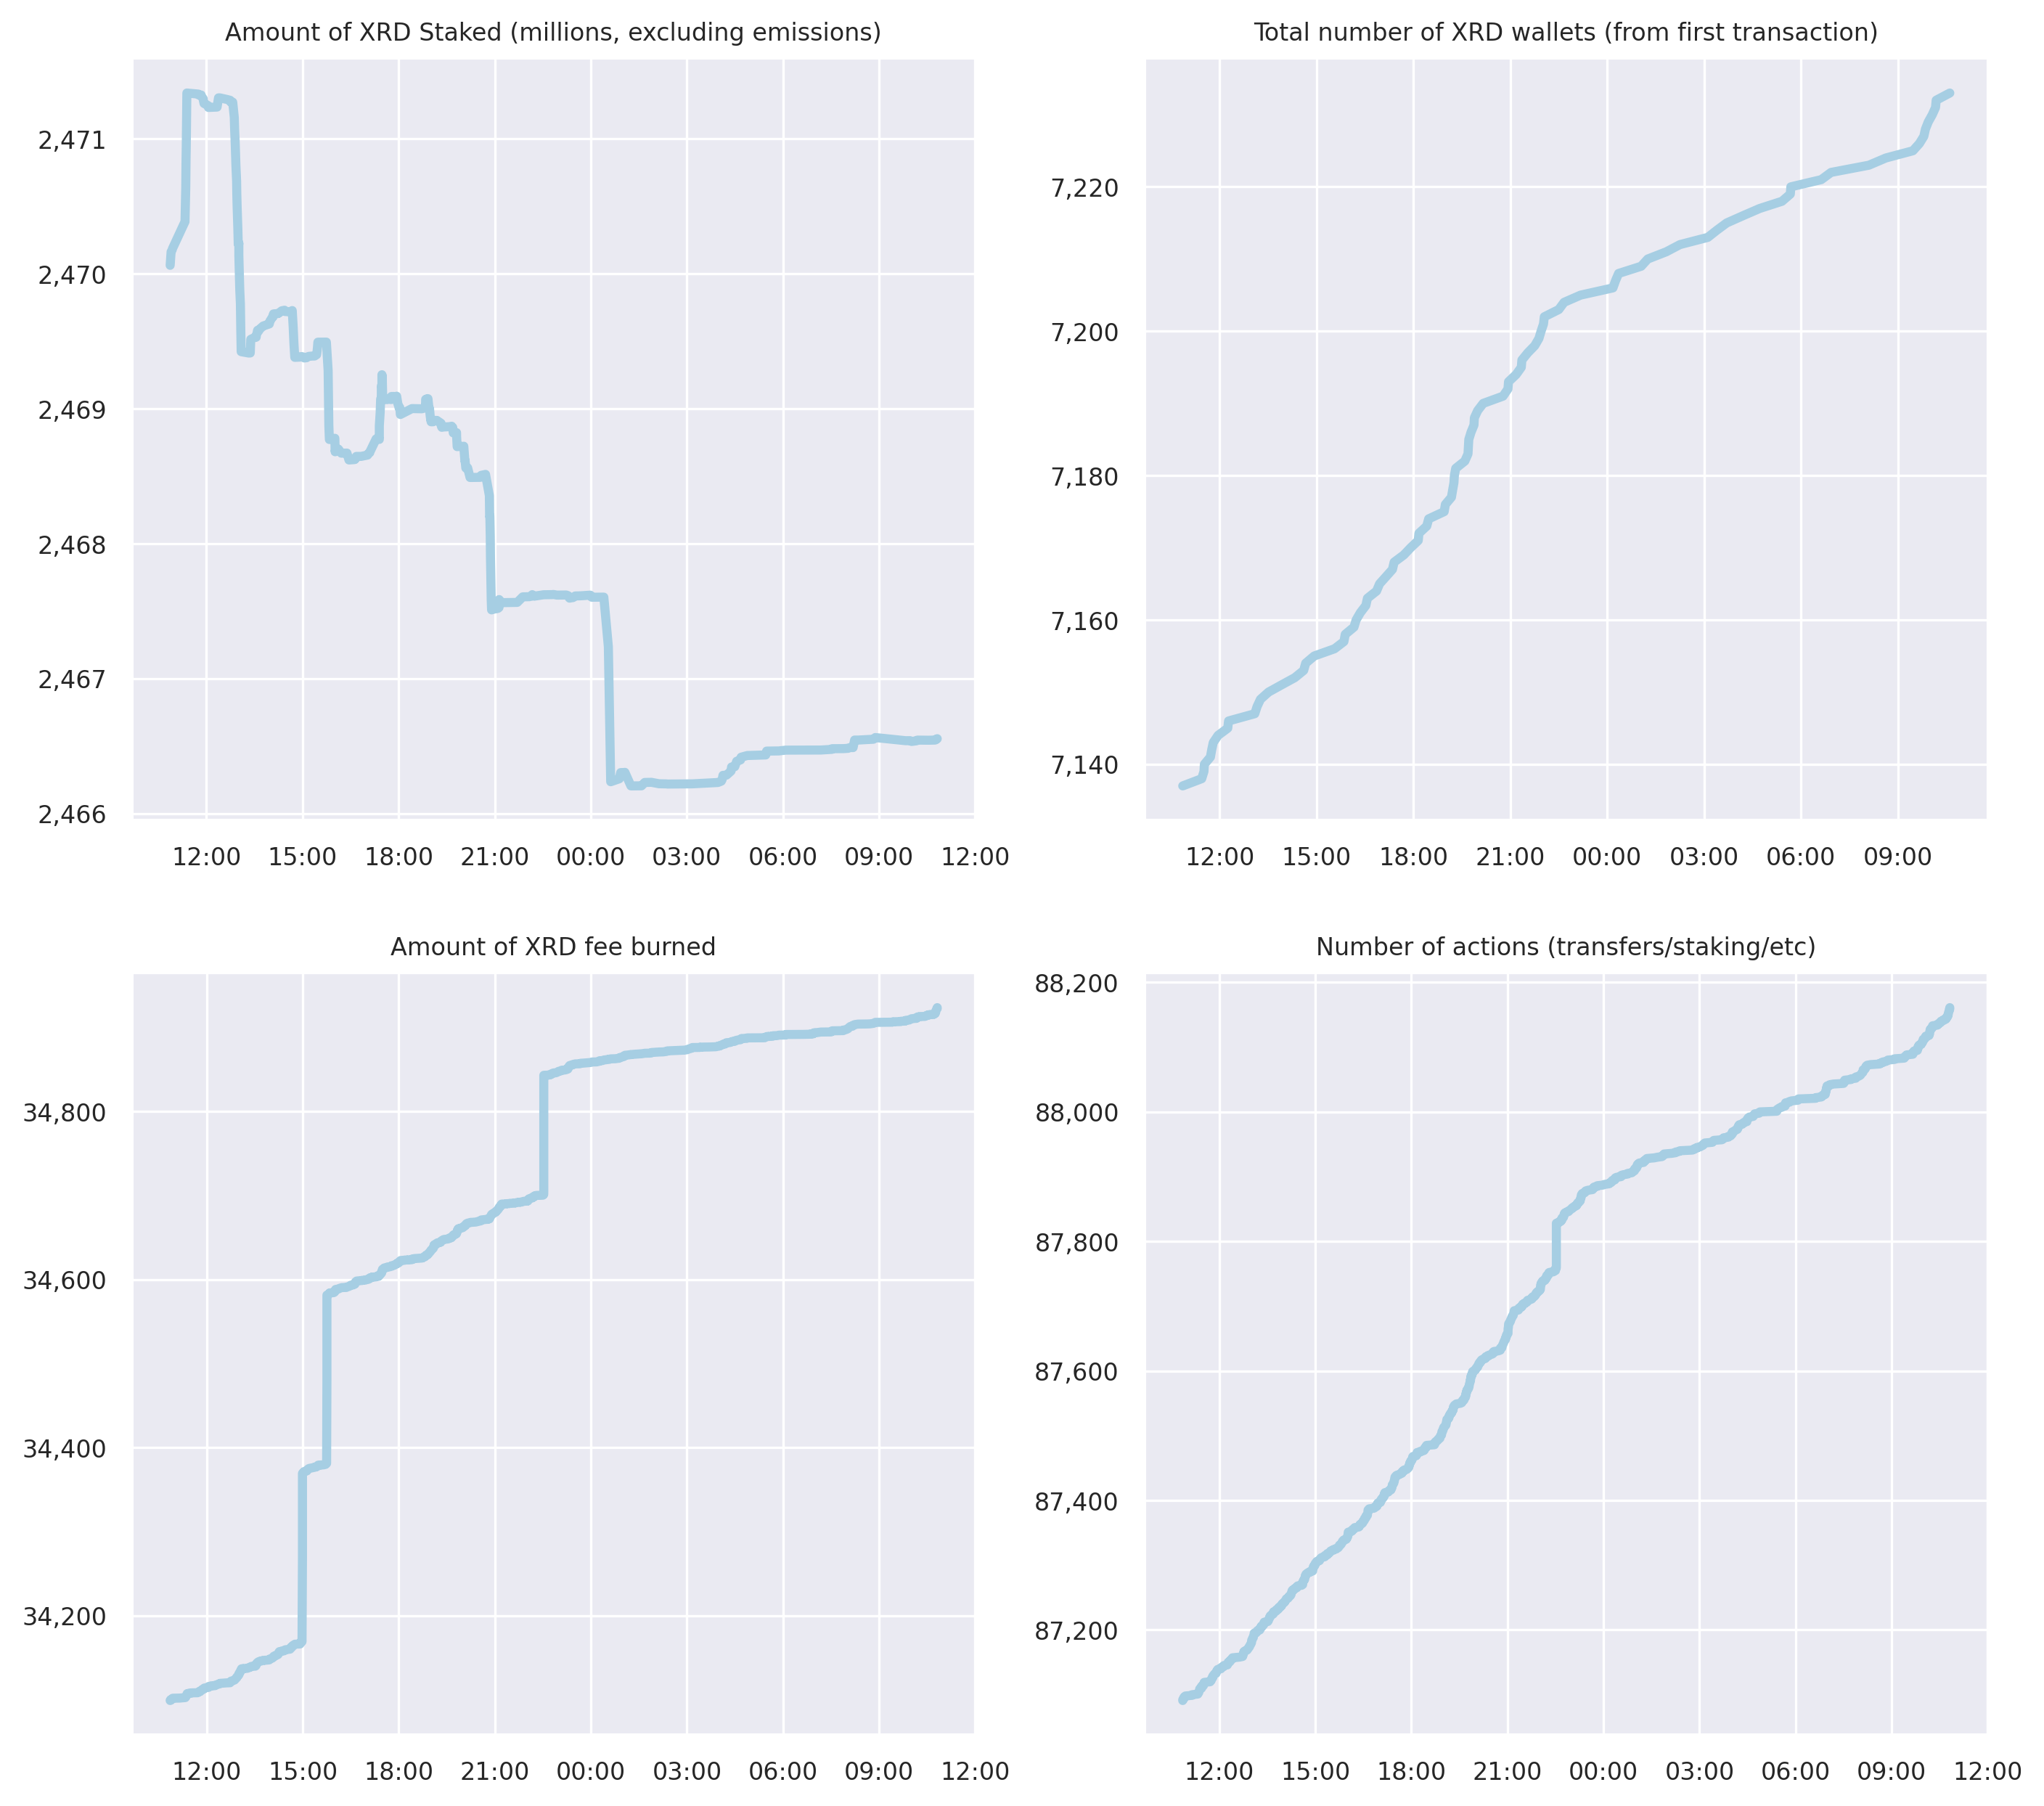 Amount of XRD Staked (millions, excluding emissions)
2,471
2,470
2,469
2,468
2,467
2,466
12:00 15:00 18:00 21:00 00:00 03:00 06:00 09:00 12:00
Total number of XRD wallets (from first transaction)
7,220
7,200
7,180
7,160
7,140
12:00 15:00 18:00 21:00 00:00 03:00 06:00 09:00
Amount of XRD fee burned
34,800
34,600
34,400
34,200
12:00 15:00 18:00 21:00 00:00 03:00 06:00 09:00 12:00
Number of actions (transfers/staking/etc)
88,200
88,000
87,800
87,600
87,400
87,200
12:00 15:00 18:00 21:00 00:00 03:00 06:00 09:00 12:00